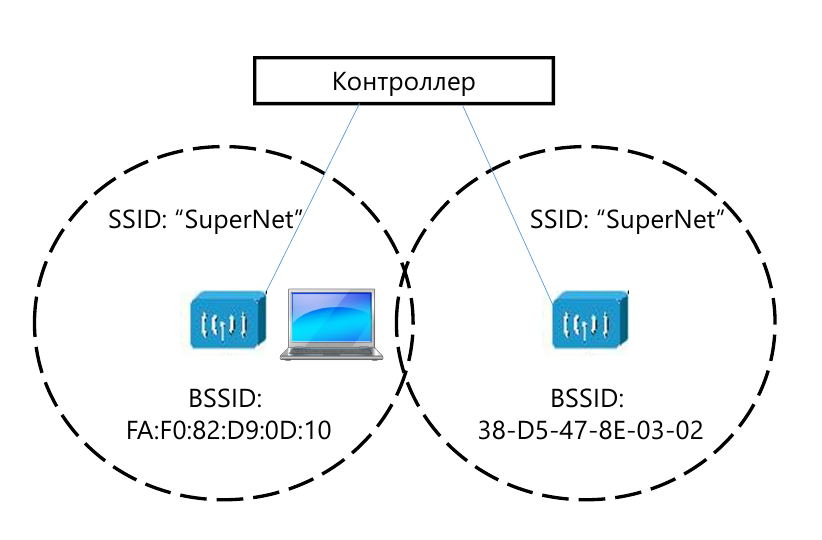 Контроллер
SSID: “SuperNet”
SSID: “SuperNet”
BSSID:
FA:F0:82:D9:0D:10
BSSID:
38-D5-47-8E-03-02